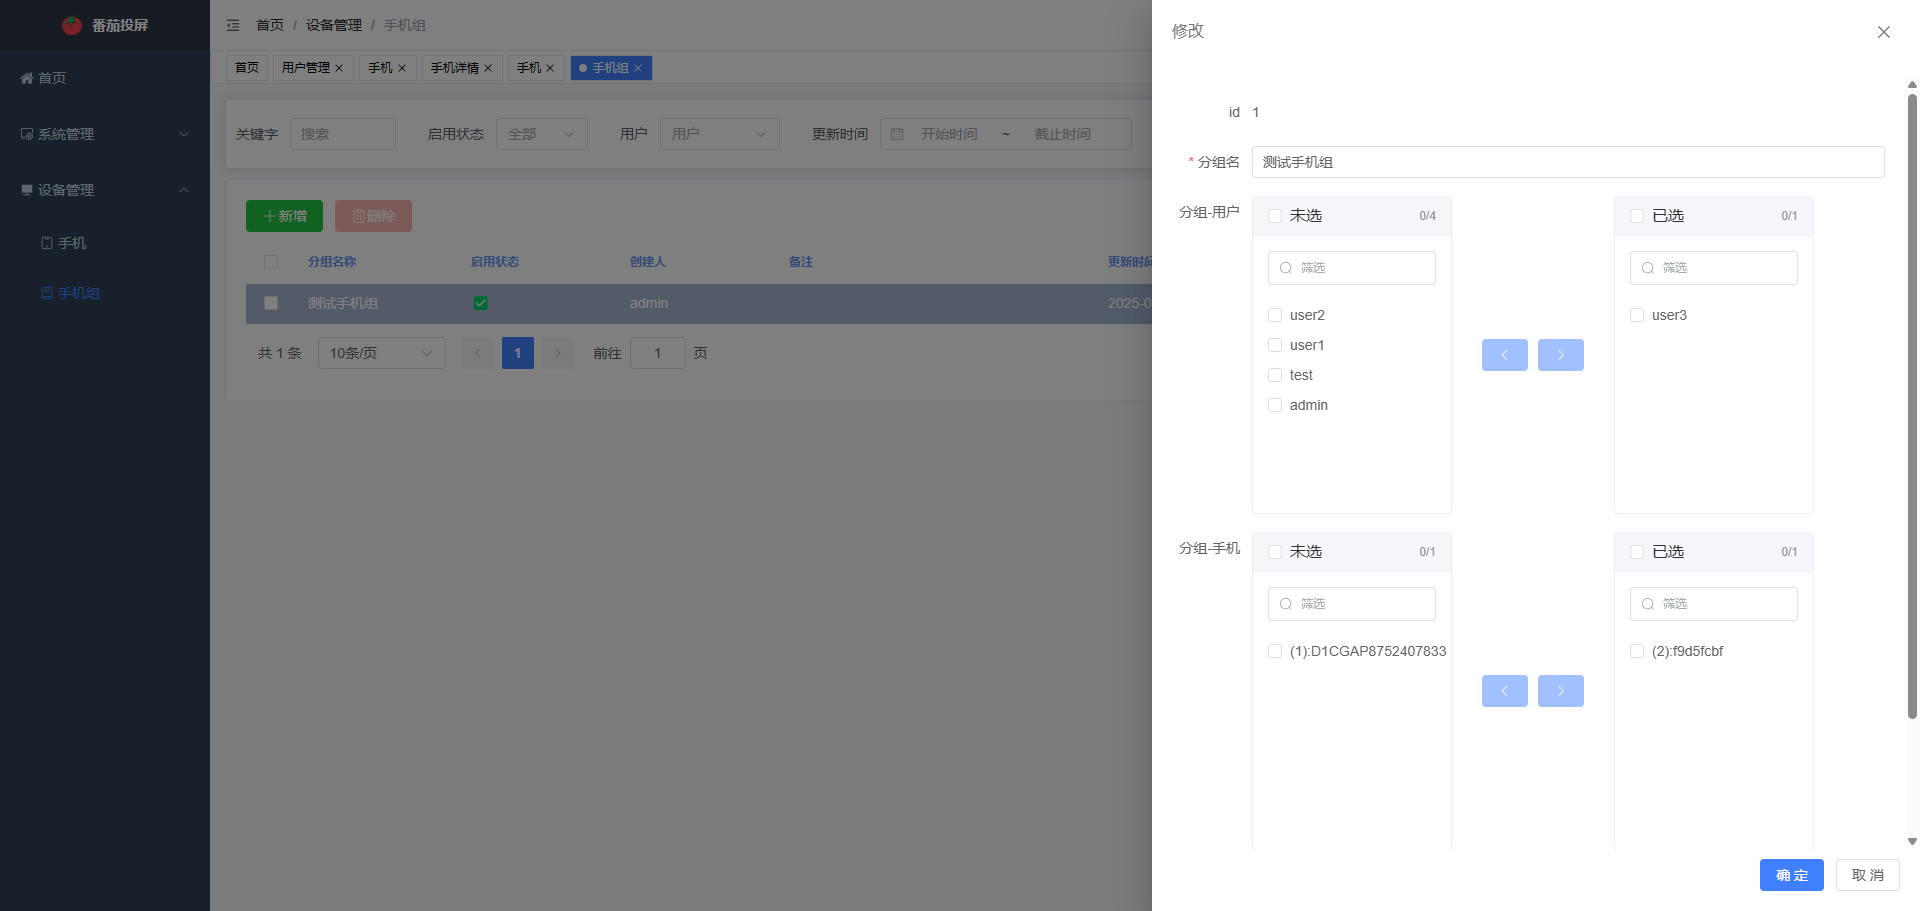 番茄投屏
首页
系统管理
设备管理
手机
手机组
首页 / 设备管理 / 手机组
首页 用户管理 手机 手机详情 手机 手机组
关键字 搜索 启用状态 全部 用户 用户 更新时间 开始时间 ~ 截止时间
新增 删除
分组名称 启用状态 创建人 备注 更新时间
测试手机组 admin 2025-0
共 1 条 10条/页 1 前往 1 页
修改
id 1
* 分组名 测试手机组
分组-用户
未选 0/4
筛选
user2
user1
test
admin
已选 0/1
筛选
user3
分组-手机
未选 0/1
筛选
(1):D1CGAP8752407833
已选 0/1
筛选
(2):f9d5fcbf
确 定 取 消